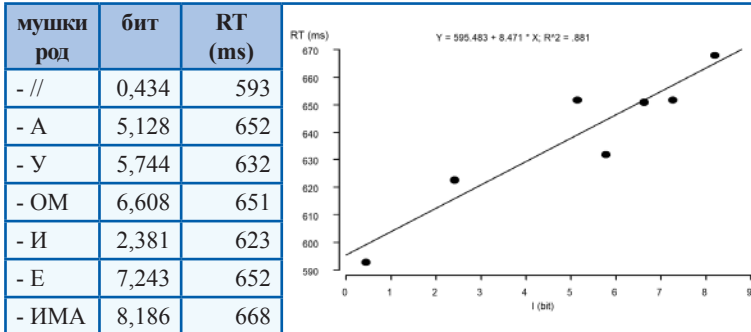 мушки род бит RT (ms)
- // 0,434 593
- А 5,128 652
- У 5,744 632
- ОМ 6,608 651
- И 2,381 623
- Е 7,243 652
- ИМА 8,186 668
RT (ms)
Y = 595.483 + 8.471 * X; R^2 = .881
670
660
650
640
630
620
610
600
590
0 1 2 3 4 5 6 7 8 9
I (bit)